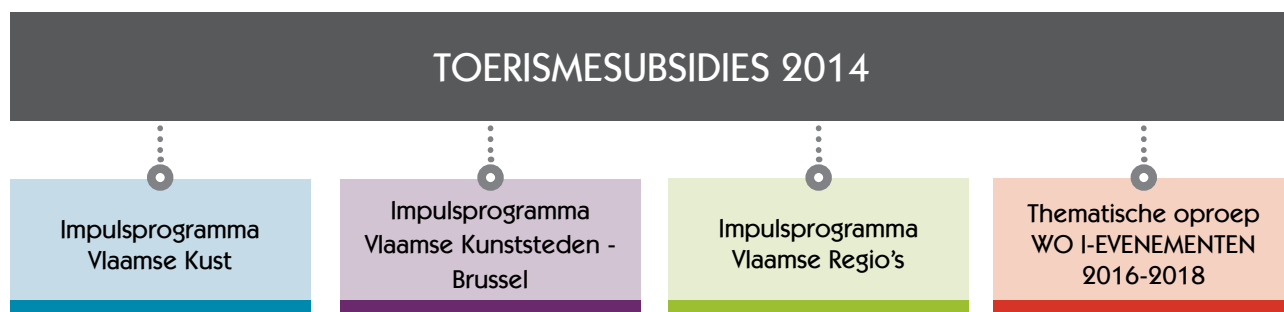 TOERISMESUBSIDIES 2014
Impulsprogramma
Vlaamse Kust
Impulsprogramma
Vlaamse Kunststeden -
Brussel
Impulsprogramma
Vlaamse Regio's
Thematische oproep
WO I-EVENEMENTEN
2016-2018